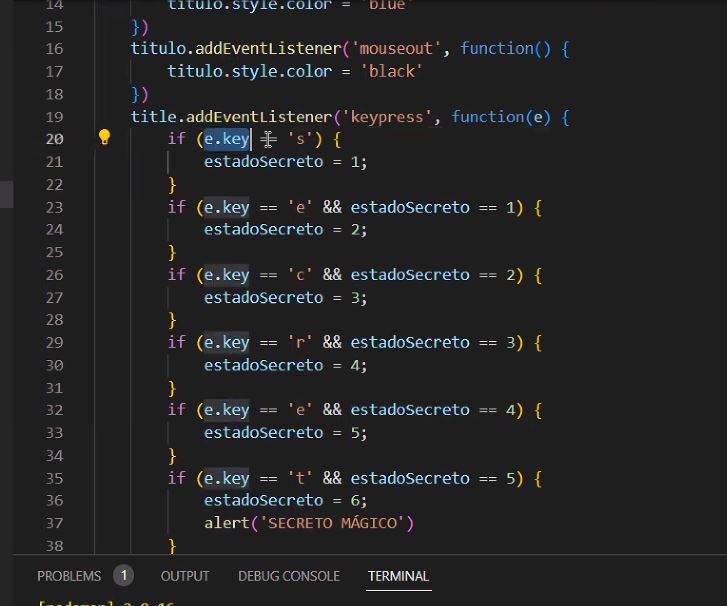 14 titulo.style.color = 'blue'
15 })
16 titulo.addEventListener('mouseout', function() {
17 titulo.style.color = 'black'
18 })
19 title.addEventListener('keypress', function(e) {
20 if (e.key == 's') {
21 estadoSecreto = 1;
22 }
23 if (e.key == 'e' && estadoSecreto == 1) {
24 estadoSecreto = 2;
25 }
26 if (e.key == 'c' && estadoSecreto == 2) {
27 estadoSecreto = 3;
28 }
29 if (e.key == 'r' && estadoSecreto == 3) {
30 estadoSecreto = 4;
31 }
32 if (e.key == 'e' && estadoSecreto == 4) {
33 estadoSecreto = 5;
34 }
35 if (e.key == 't' && estadoSecreto == 5) {
36 estadoSecreto = 6;
37 alert('SECRETO MÁGICO')
38 }
PROBLEMS 1 OUTPUT DEBUG CONSOLE TERMINAL